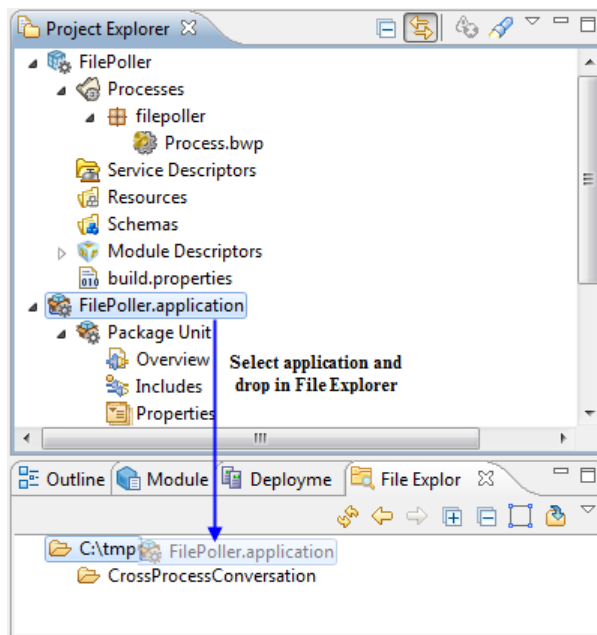 Project Explorer
FilePoller
Processes
filepoller
Process.bwp
Service Descriptors
Resources
Schemas
Module Descriptors
010 build.properties
FilePoller.application
Package Unit
Overview
Select application and
Includes
drop in File Explorer
Properties
Outline Module Deployme File Explor
C:\tmp FilePoller.application
CrossProcessConversation